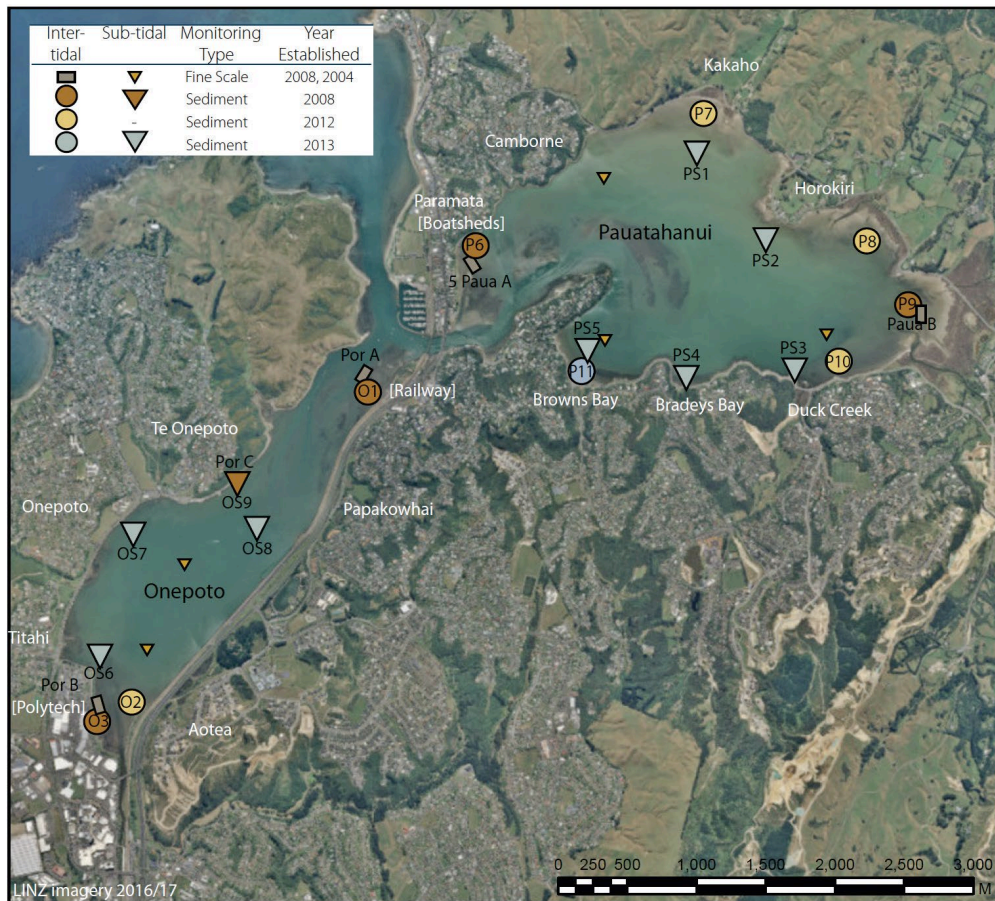 Inter-
tidal Sub-tidal Monitoring
Type Year
Established
Fine Scale 2008, 2004
Sediment 2008
- Sediment 2012
Sediment 2013
Kakaho
P7
Camborne
PS1
Horokiri
Paramata
[Boatsheds]
Pauatahanui
P6
P8
PS2
5 Paua A
P9
Paua B
PS5
Por A
PS4
PS3
P10
P11
O1
[Railway]
Browns Bay
Bradeys Bay
Duck Creek
Te Onepoto
Por C
OS9
Onepoto
Papakowhai
OS7
OS8
Onepoto
Titahi
OS6
Por B
[Polytech]
O2
O3
Aotea
0 250 500 1,000 1,500 2,000 2,500 3,000
M
LINZ imagery 2016/17